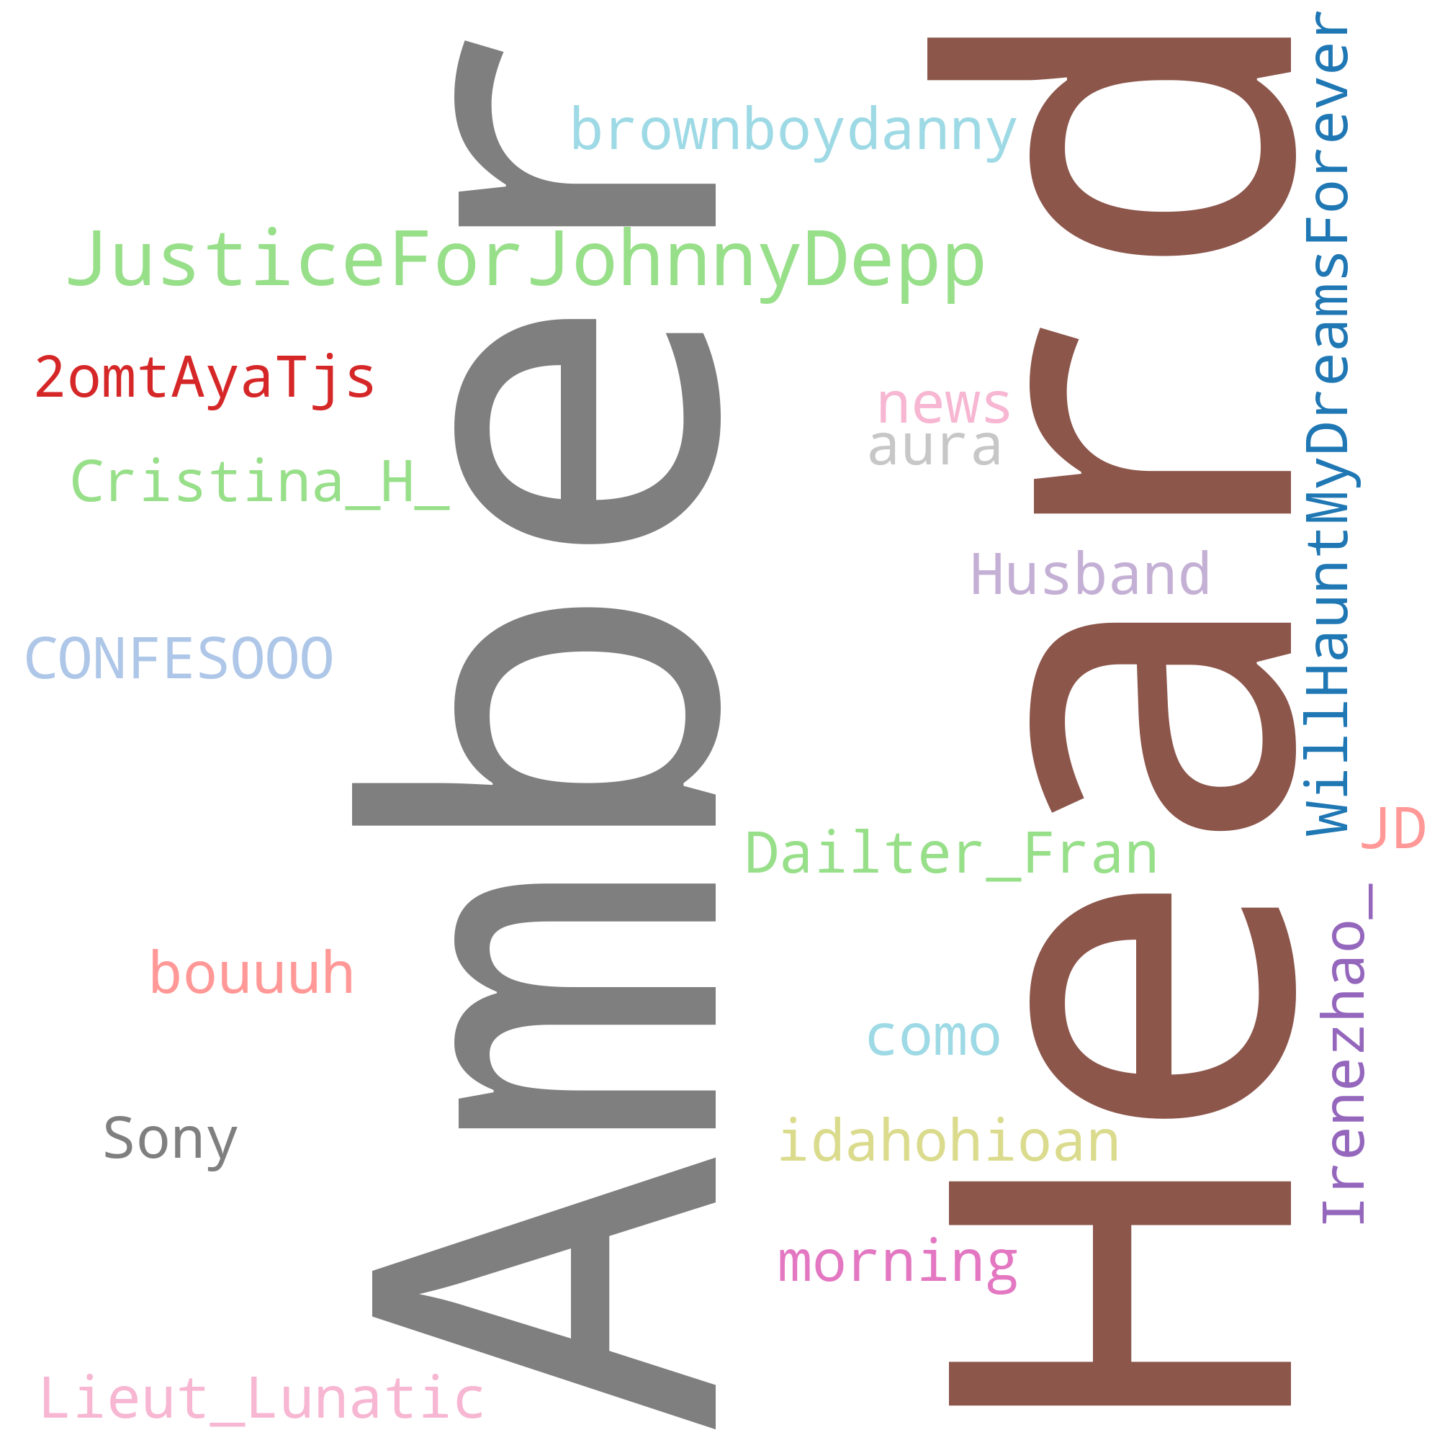 Amber
Heard
brownboydanny
JusticeForJohnnyDepp
2omtAyaTjs
news
aura
Cristina_H_
Husband
CONFESOOO
WillHauntMyDreamsForever
JD
Dailter_Fran
bouuuh
como
Irenezhao_
Sony
idahohioan
morning
Lieut_Lunatic